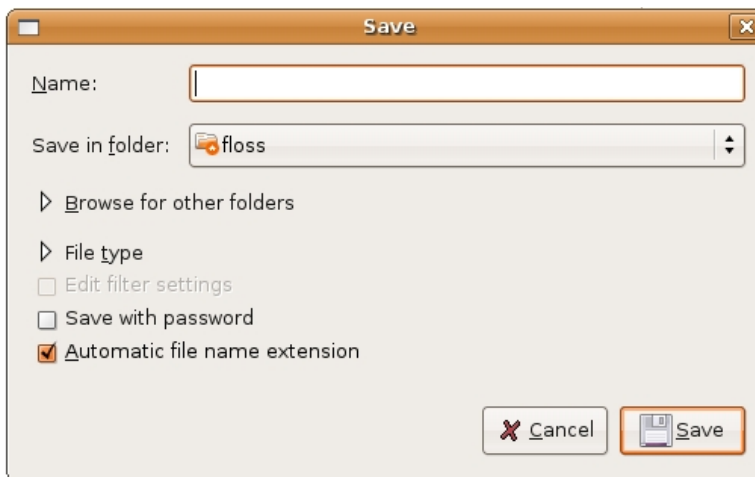 Save
Name:
Save in folder: floss
Browse for other folders
File type
Edit filter settings
Save with password
Automatic file name extension
Cancel Save